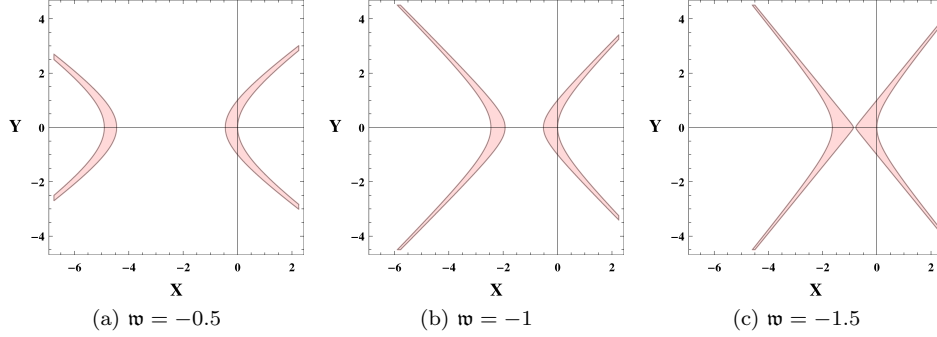 4
2
0
−2
−4
Y
−6 −4 −2 0 2
X
(a) 𝔴 = −0.5
4
2
0
−2
−4
Y
−6 −4 −2 0 2
X
(b) 𝔴 = −1
4
2
0
−2
−4
Y
−6 −4 −2 0 2
X
(c) 𝔴 = −1.5